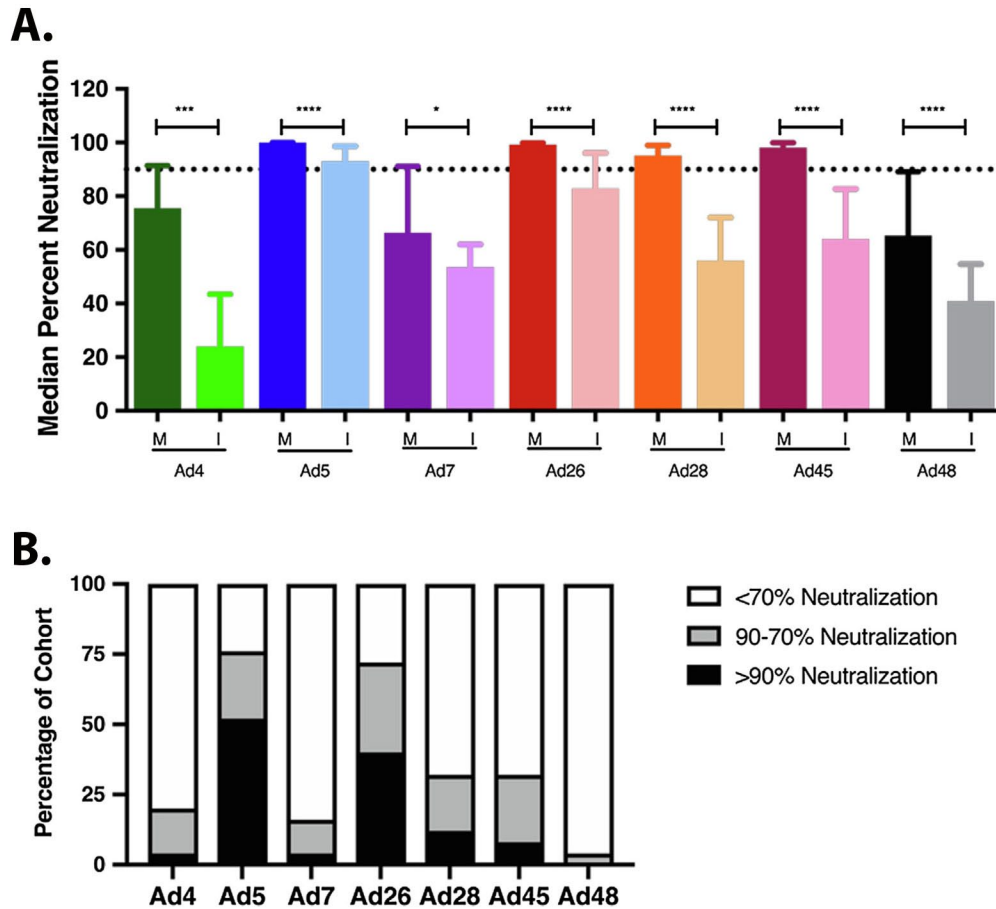 A.
Median Percent Neutralization
120
100
80
60
40
20
0
*** **** * **** **** **** ****
M I M I M I M I M I M I M I
Ad4 Ad5 Ad7 Ad26 Ad28 Ad45 Ad48
B.
Percentage of Cohort
100
75
50
25
0
Ad4 Ad5 Ad7 Ad26 Ad28 Ad45 Ad48
<70% Neutralization
90-70% Neutralization
>90% Neutralization